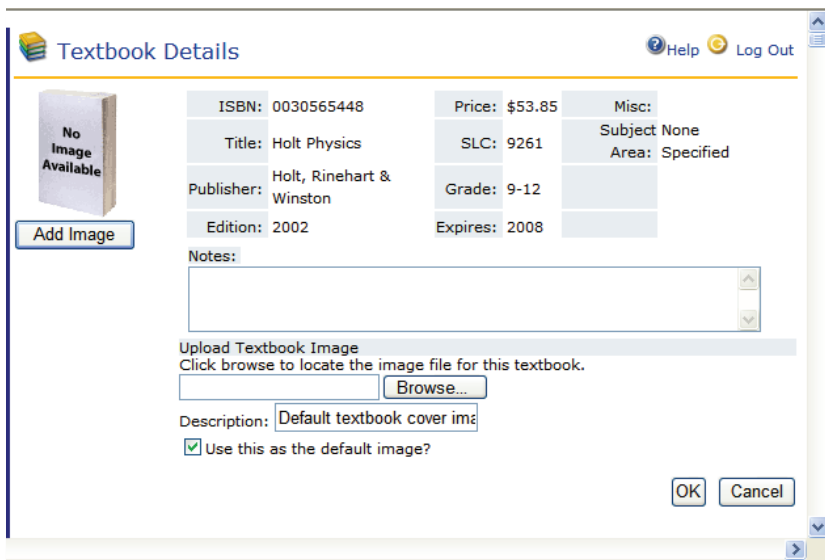 Textbook Details
Help Log Out
No
Image
Available
Add Image
ISBN: 0030565448 Price: $53.85 Misc:
Title: Holt Physics SLC: 9261 Subject Area: None Specified
Publisher: Holt, Rinehart & Winston Grade: 9-12
Edition: 2002 Expires: 2008
Notes:
Upload Textbook Image
Click browse to locate the image file for this textbook.
Browse...
Description: Default textbook cover ima
Use this as the default image?
OK Cancel